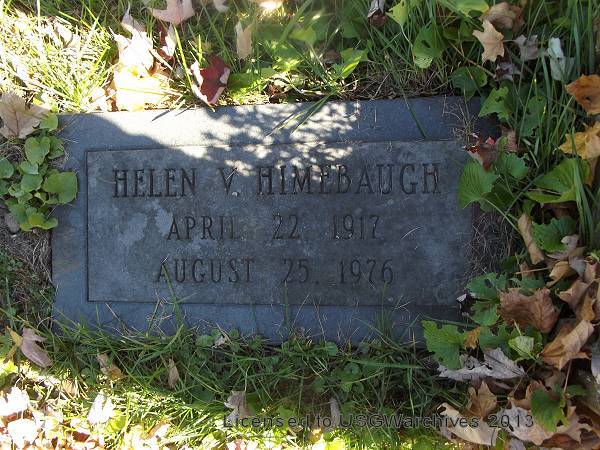 HELEN V. HIMEBAUGH
APRIL 22, 1917
AUGUST 25, 1976
Licensed to USGWarchives 2013